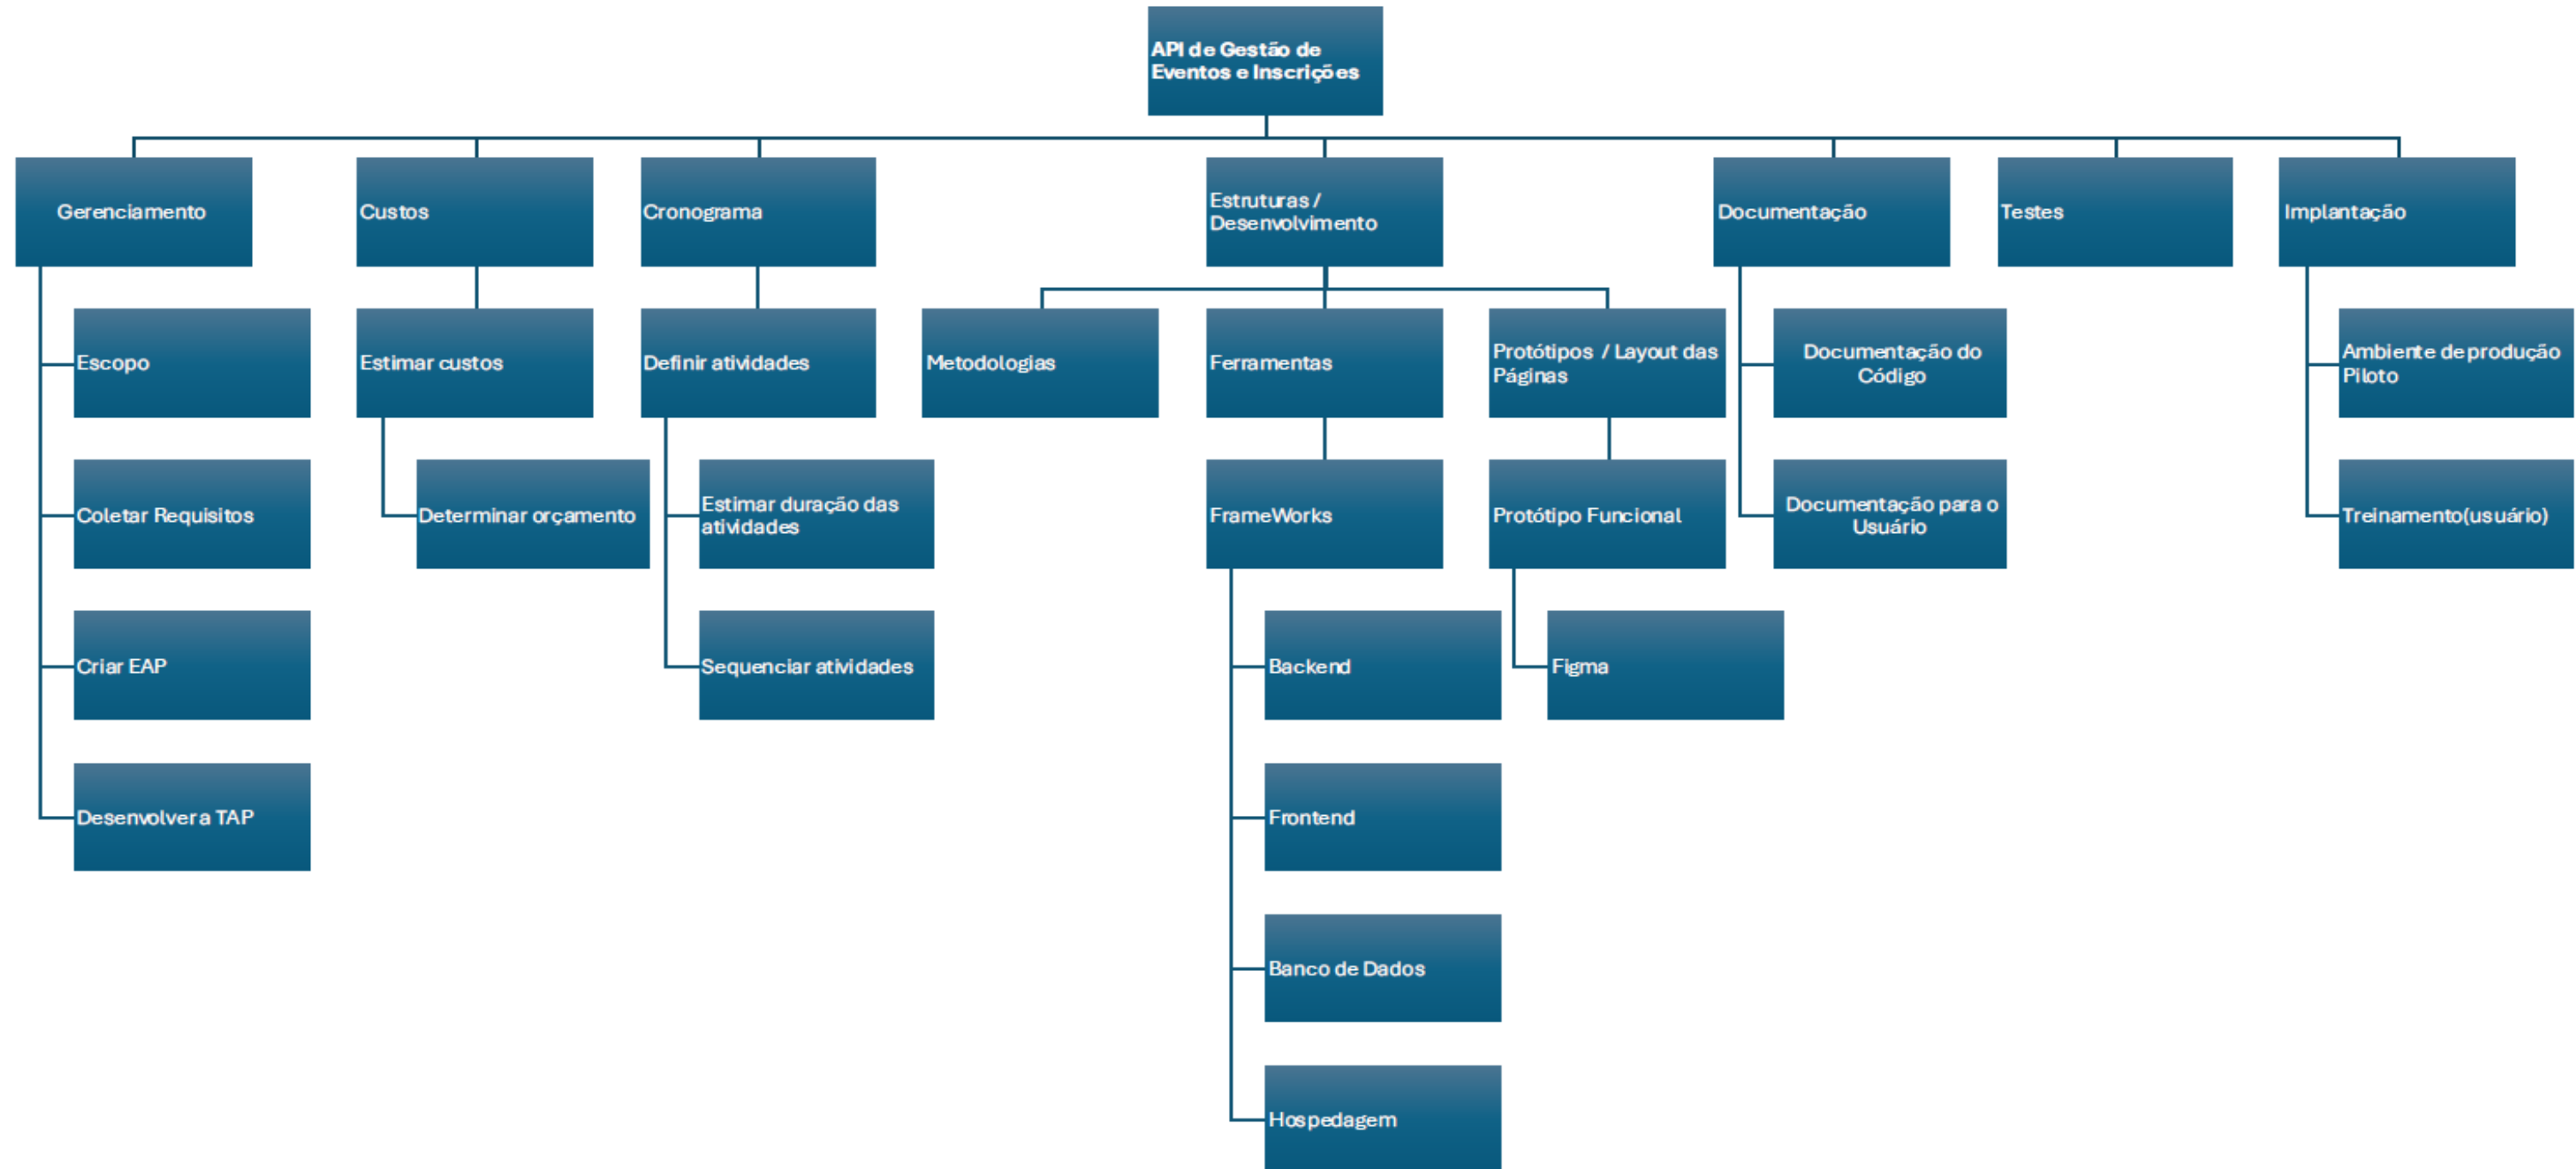 API de Gestão de
Eventos e Inscrições
Gerenciamento
Custos
Cronograma
Estruturas /
Desenvolvimento
Documentação
Testes
Implantação
Escopo
Estimar custos
Definir atividades
Metodologias
Ferramentas
Protótipos / Layout das
Páginas
Documentação do
Código
Ambiente de produção
Piloto
Coletar Requisitos
Determinar orçamento
Estimar duração das
atividades
FrameWorks
Protótipo Funcional
Documentação para o
Usuário
Treinamento(usuário)
Criar EAP
Sequenciar atividades
Backend
Figma
Desenvolver a TAP
Frontend
Banco de Dados
Hospedagem